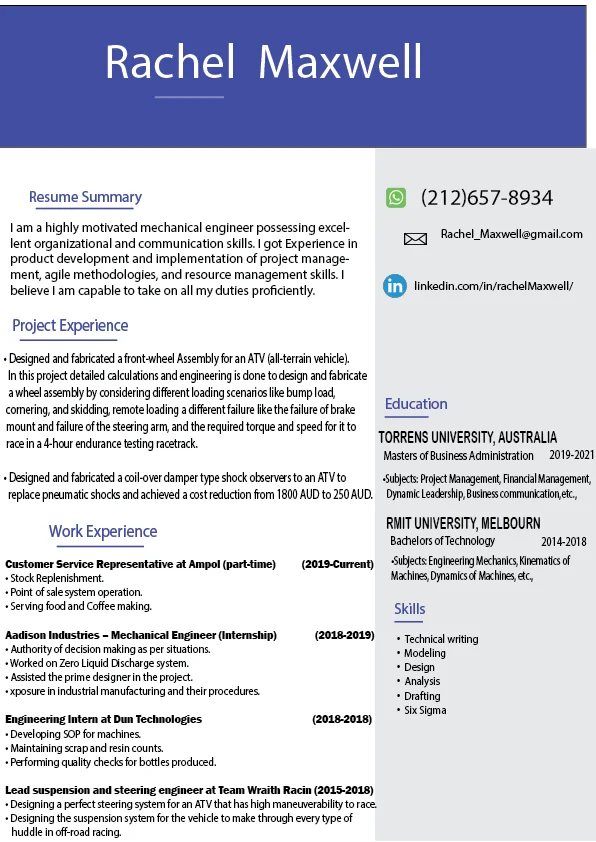 Rachel Maxwell
Resume Summary
I am a highly motivated mechanical engineer possessing excel-
lent organizational and communication skills. I got Experience in
product development and implementation of project manage-
ment, agile methodologies, and resource management skills. I
believe I am capable to take on all my duties proficiently.
Project Experience
• Designed and fabricated a front-wheel Assembly for an ATV (all-terrain vehicle).
In this project detailed calculations and engineering is done to design and fabricate
a wheel assembly by considering different loading scenarios like bump load,
cornering, and skidding, remote loading a different failure like the failure of brake
mount and failure of the steering arm, and the required torque and speed for it to
race in a 4-hour endurance testing racetrack.
• Designed and fabricated a coil-over damper type shock observers to an ATV to
replace pneumatic shocks and achieved a cost reduction from 1800 AUD to 250 AUD.
Work Experience
Customer Service Representative at Ampol (part-time) (2019-Current)
• Stock Replenishment.
• Point of sale system operation.
• Serving food and Coffee making.
Aadison Industries – Mechanical Engineer (Internship) (2018-2019)
• Authority of decision making as per situations.
• Worked on Zero Liquid Discharge system.
• Assisted the prime designer in the project.
• xposure in industrial manufacturing and their procedures.
Engineering Intern at Dun Technologies (2018-2018)
• Developing SOP for machines.
• Maintaining scrap and resin counts.
• Performing quality checks for bottles produced.
Lead suspension and steering engineer at Team Wraith Racin (2015-2018)
• Designing a perfect steering system for an ATV that has high maneuverability to race.
• Designing the suspension system for the vehicle to make through every type of
huddle in off-road racing.
(212)657-8934
Rachel_Maxwell@gmail.com
linkedin.com/in/rachelMaxwell/
Education
TORRENS UNIVERSITY, AUSTRALIA
Masters of Business Administration 2019-2021
•Subjects: Project Management, Financial Management,
Dynamic Leadership, Business communication,etc.,
RMIT UNIVERSITY, MELBOURN
Bachelors of Technology 2014-2018
•Subjects: Engineering Mechanics, Kinematics of
Machines, Dynamics of Machines, etc.,
Skills
• Technical writing
• Modeling
• Design
• Analysis
• Drafting
• Six Sigma